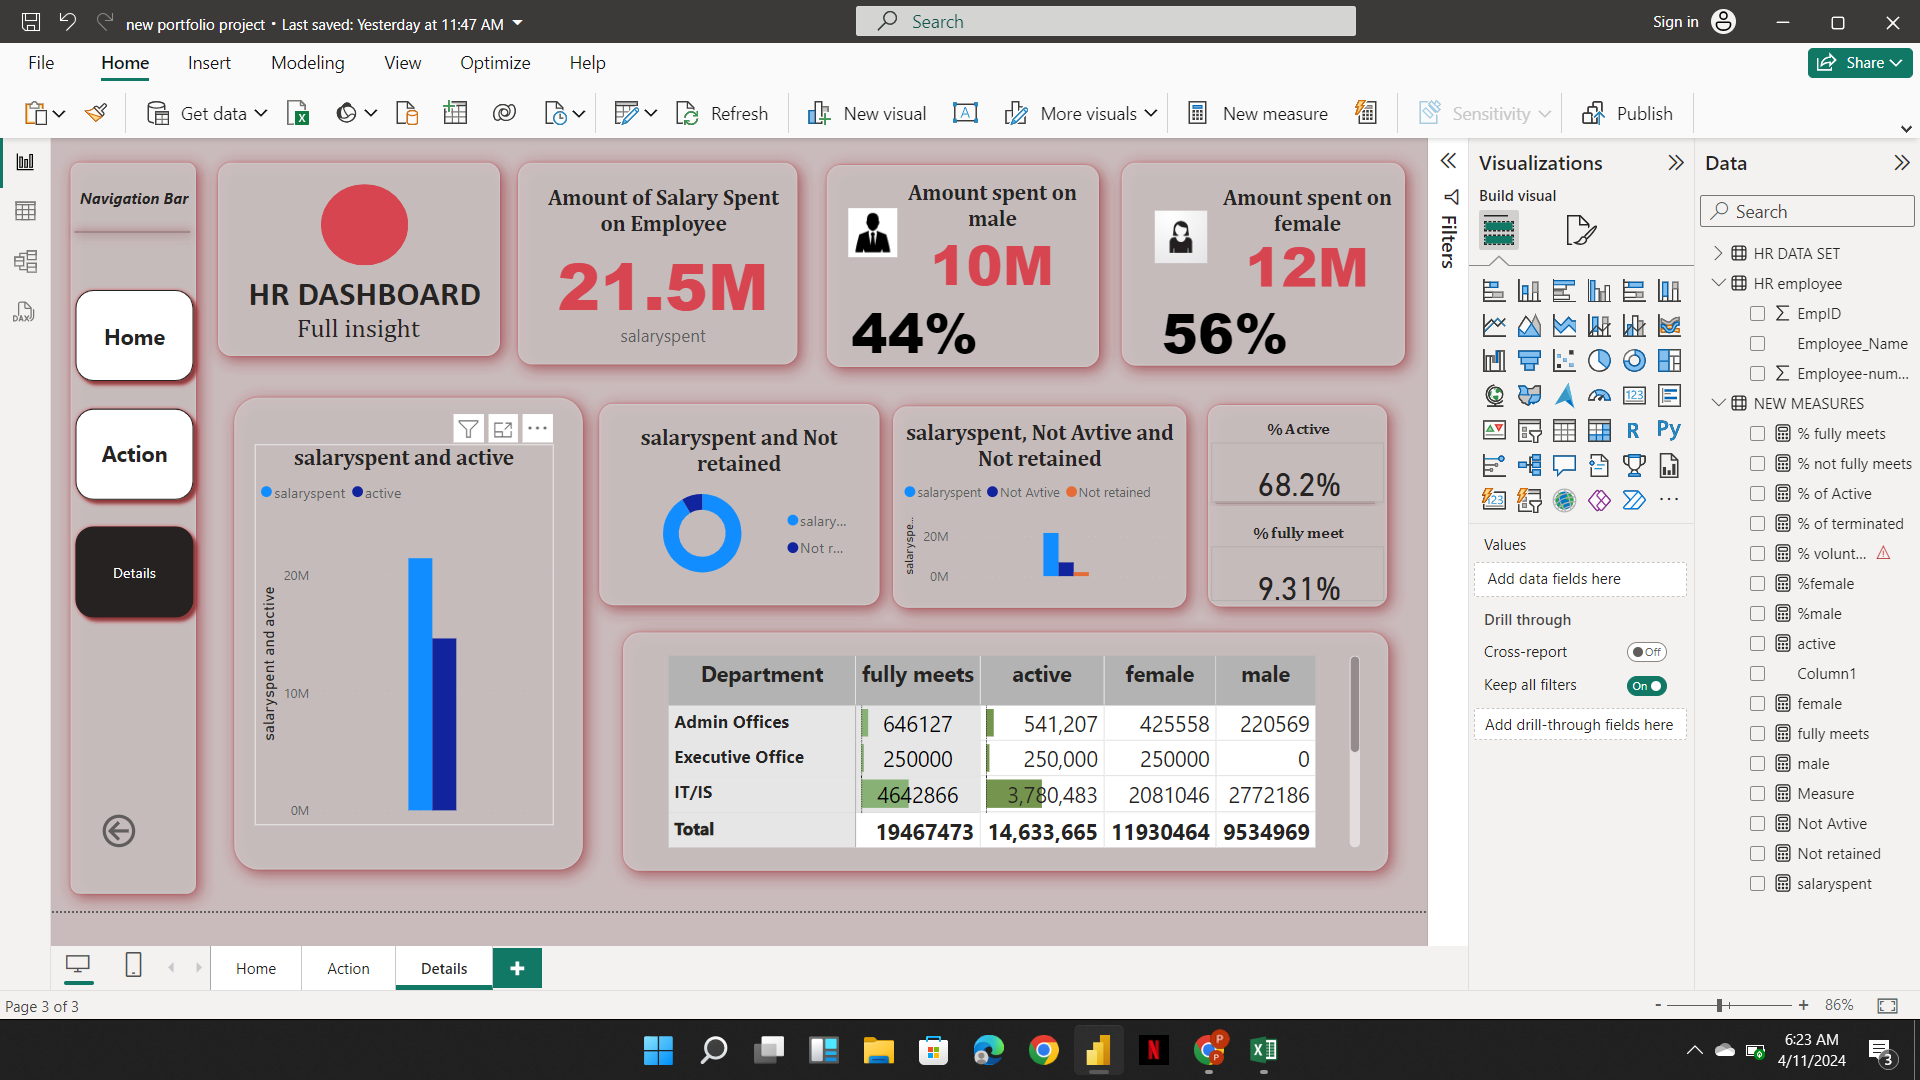 new portfolio project • Last saved: Yesterday at 11:47 AM
Search
Sign in
File
Home
Insert
Modeling
View
Optimize
Help
Share
Get data
Refresh
New visual
More visuals
New measure
Sensitivity
Publish
Navigation Bar
Home
Action
Details
HR DASHBOARD
Full insight
Amount of Salary Spent
on Employee
21.5M
salaryspent
Amount spent on
male
10M
44%
Amount spent on
female
12M
56%
salaryspent and active
salaryspent
active
salaryspent and active
20M
10M
0M
salaryspent and Not
retained
salary...
Not r...
salaryspent, Not Avtive and
Not retained
salaryspent
Not Avtive
Not retained
salaryspe...
20M
0M
% Active
68.2%
% fully meet
9.31%
Department fully meets active female male
Admin Offices 646127 541,207 425558 220569
Executive Office 250000 250,000 250000 0
IT/IS 4642866 3,780,483 2081046 2772186
Total 19467473 14,633,665 11930464 9534969
Filters
Visualizations
Build visual
123
R
Py
123
Values
Add data fields here
Drill through
Cross-report
Off
Keep all filters
On
Add drill-through fields here
Data
Search
HR DATA SET
HR employee
EmpID
Employee_Name
Employee-num...
NEW MEASURES
% fully meets
% not fully meets
% of Active
% of terminated
% volunt...
%female
%male
active
Column1
female
fully meets
male
Measure
Not Avtive
Not retained
salaryspent
DAX
Home
Action
Details
Page 3 of 3
- + 86%
N
P
P
6:23 AM
4/11/2024
3